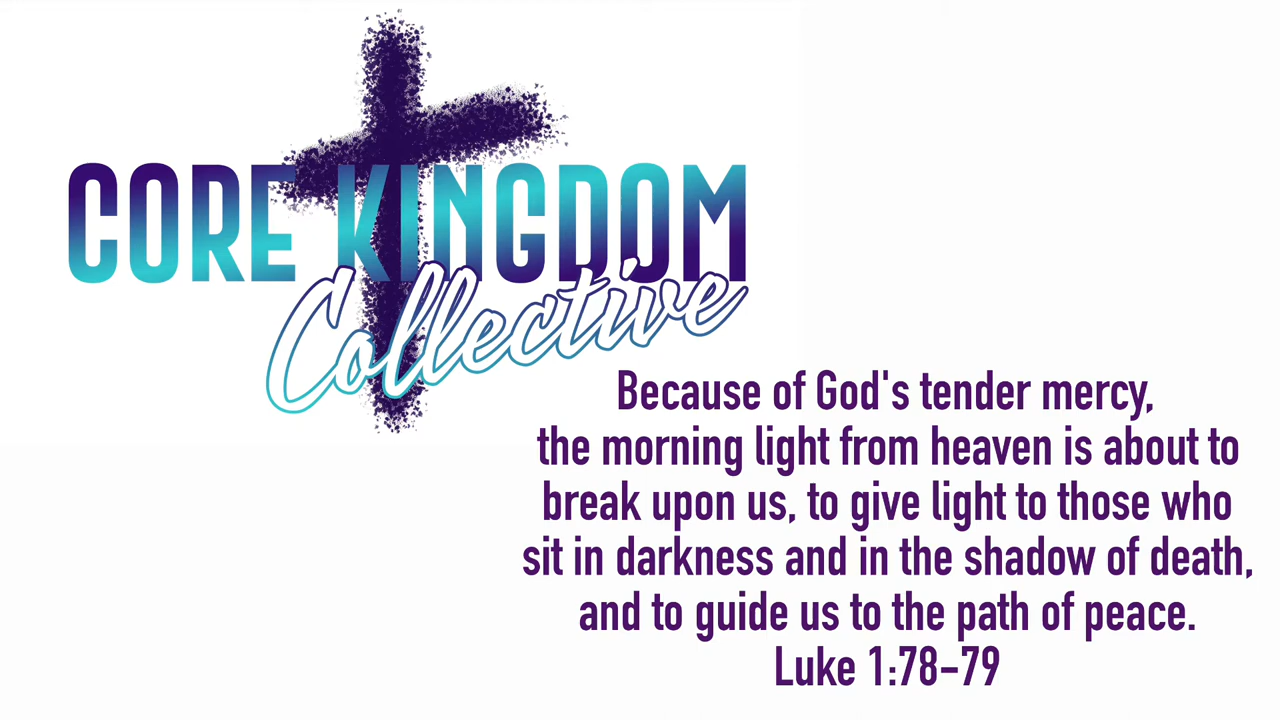 CORE KINGDOM
Collective
Because of God's tender mercy,
the morning light from heaven is about to
break upon us, to give light to those who
sit in darkness and in the shadow of death,
and to guide us to the path of peace.
Luke 1:78-79